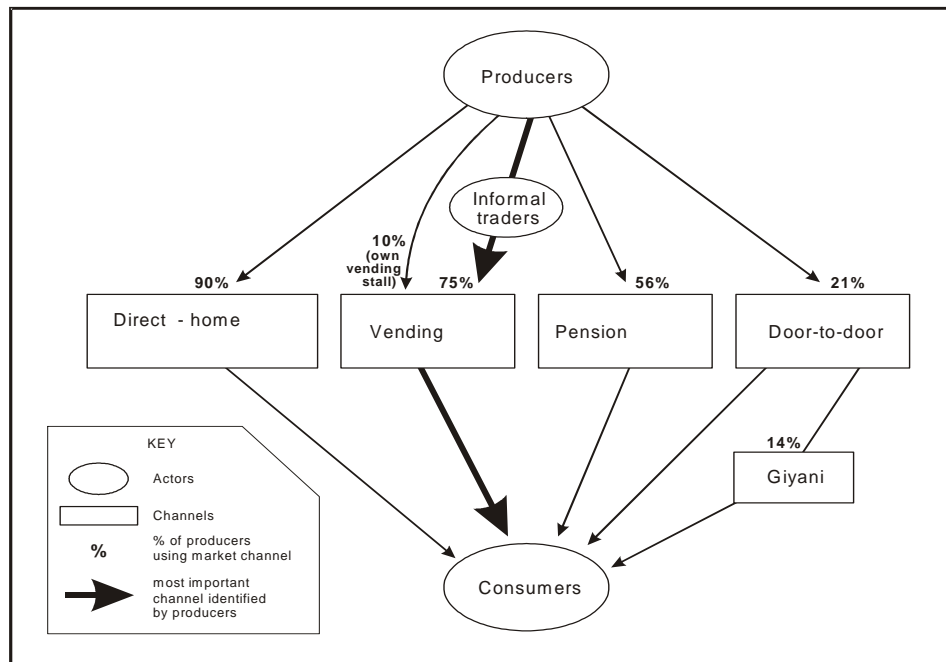 Producers
Informal
traders
10%
(own
vending
stall)
90%
75%
56%
21%
Direct - home
Vending
Pension
Door-to-door
14%
Giyani
Consumers
KEY
Actors
Channels
%
% of producers
using market channel
most important
channel identified
by producers